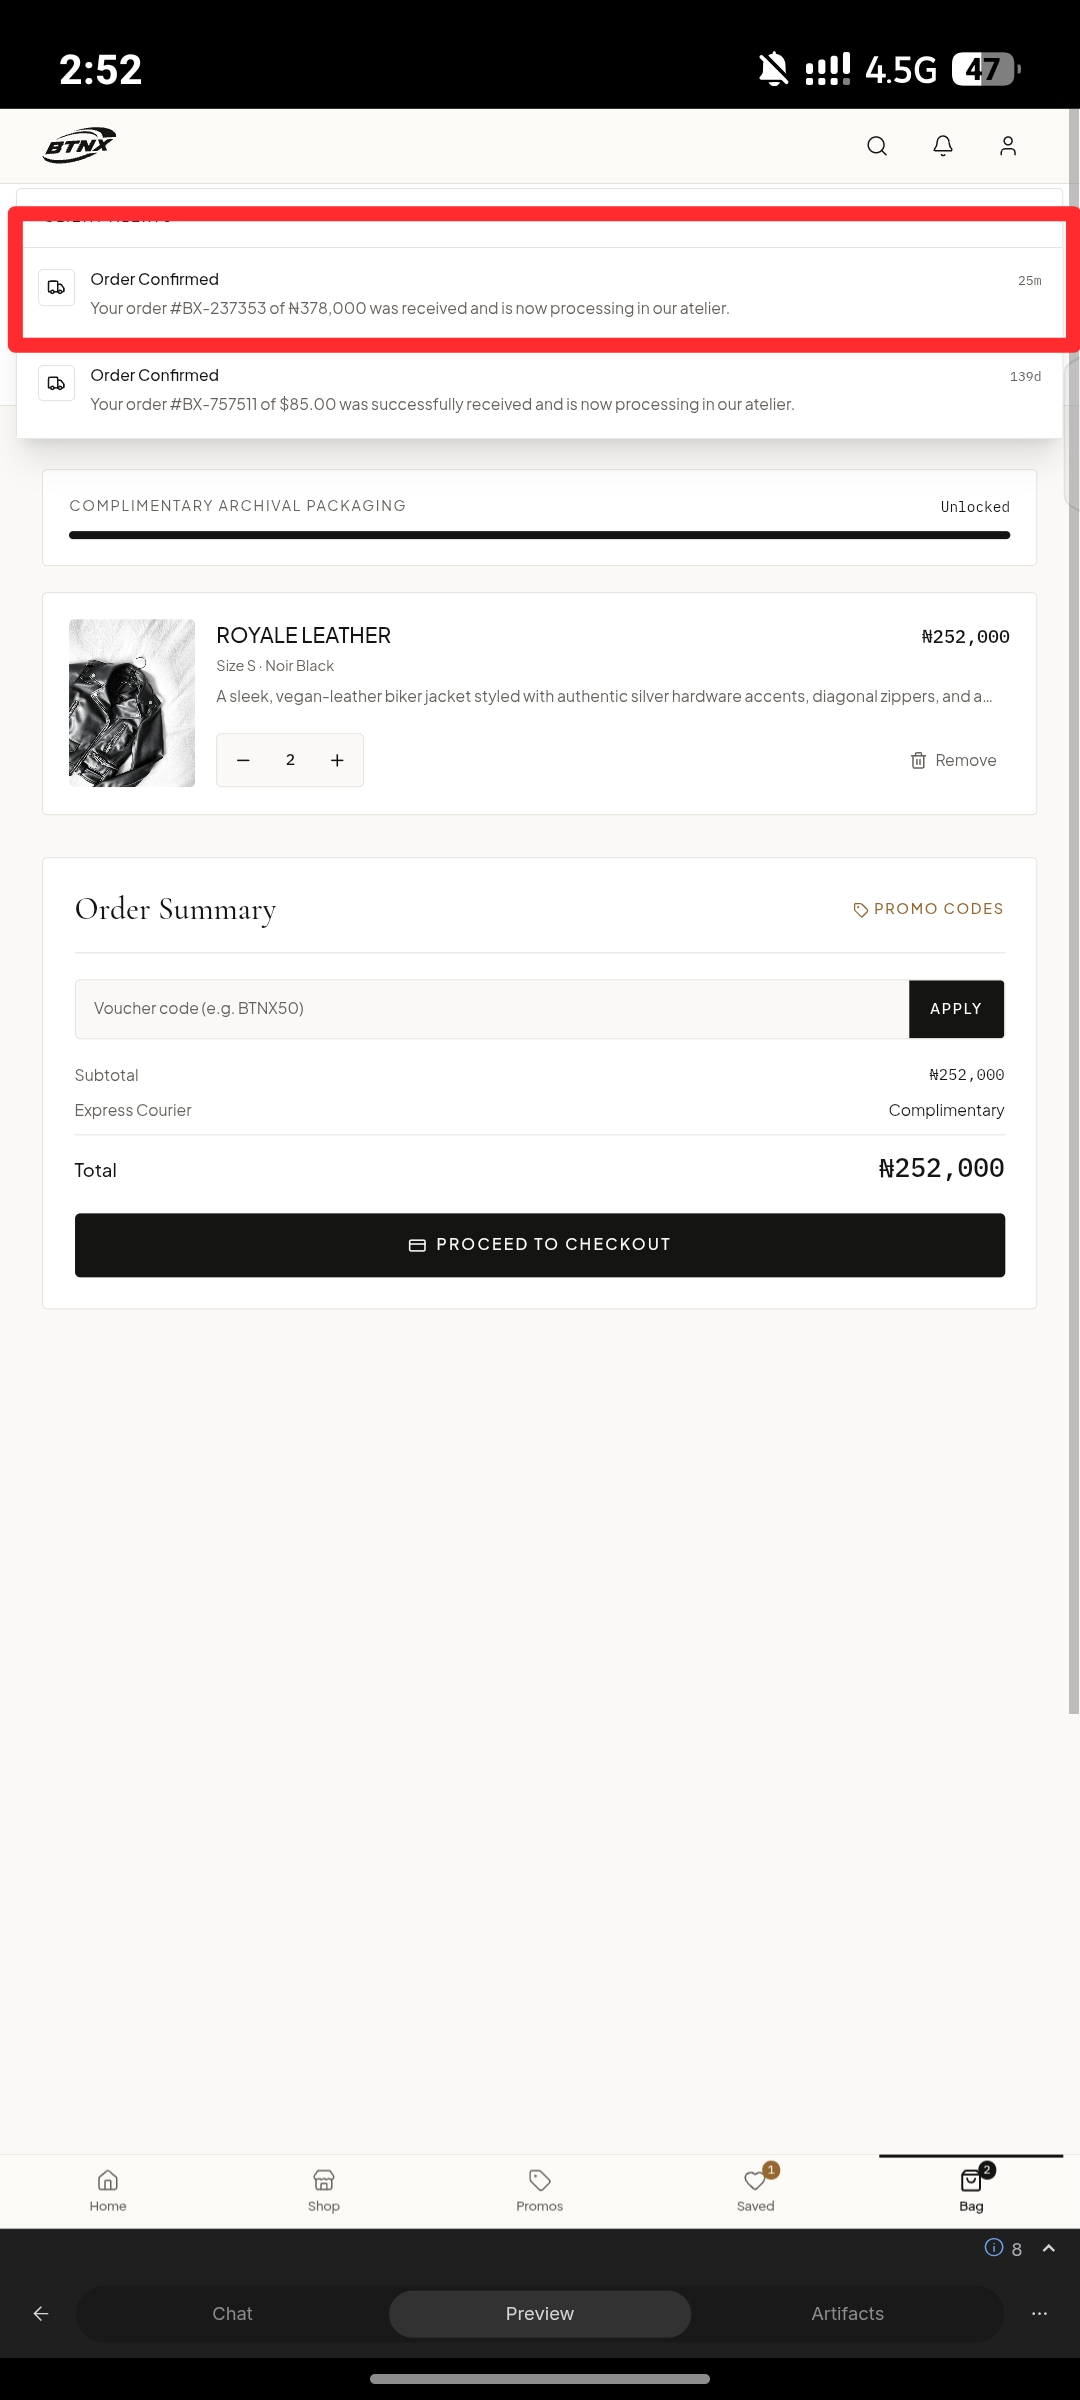 2:52
4.5G
47
BTNX
Order Confirmed
25m
Your order #BX-237353 of ₦378,000 was received and is now processing in our atelier.
Order Confirmed
139d
Your order #BX-757511 of $85.00 was successfully received and is now processing in our atelier.
COMPLIMENTARY ARCHIVAL PACKAGING
Unlocked
ROYALE LEATHER
₦252,000
Size S · Noir Black
A sleek, vegan-leather biker jacket styled with authentic silver hardware accents, diagonal zippers, and a...
2
Remove
Order Summary
PROMO CODES
Voucher code (e.g. BTNX50)
APPLY
Subtotal
₦252,000
Express Courier
Complimentary
Total
₦252,000
PROCEED TO CHECKOUT
1
2
Home
Shop
Promos
Saved
Bag
8
Chat
Preview
Artifacts